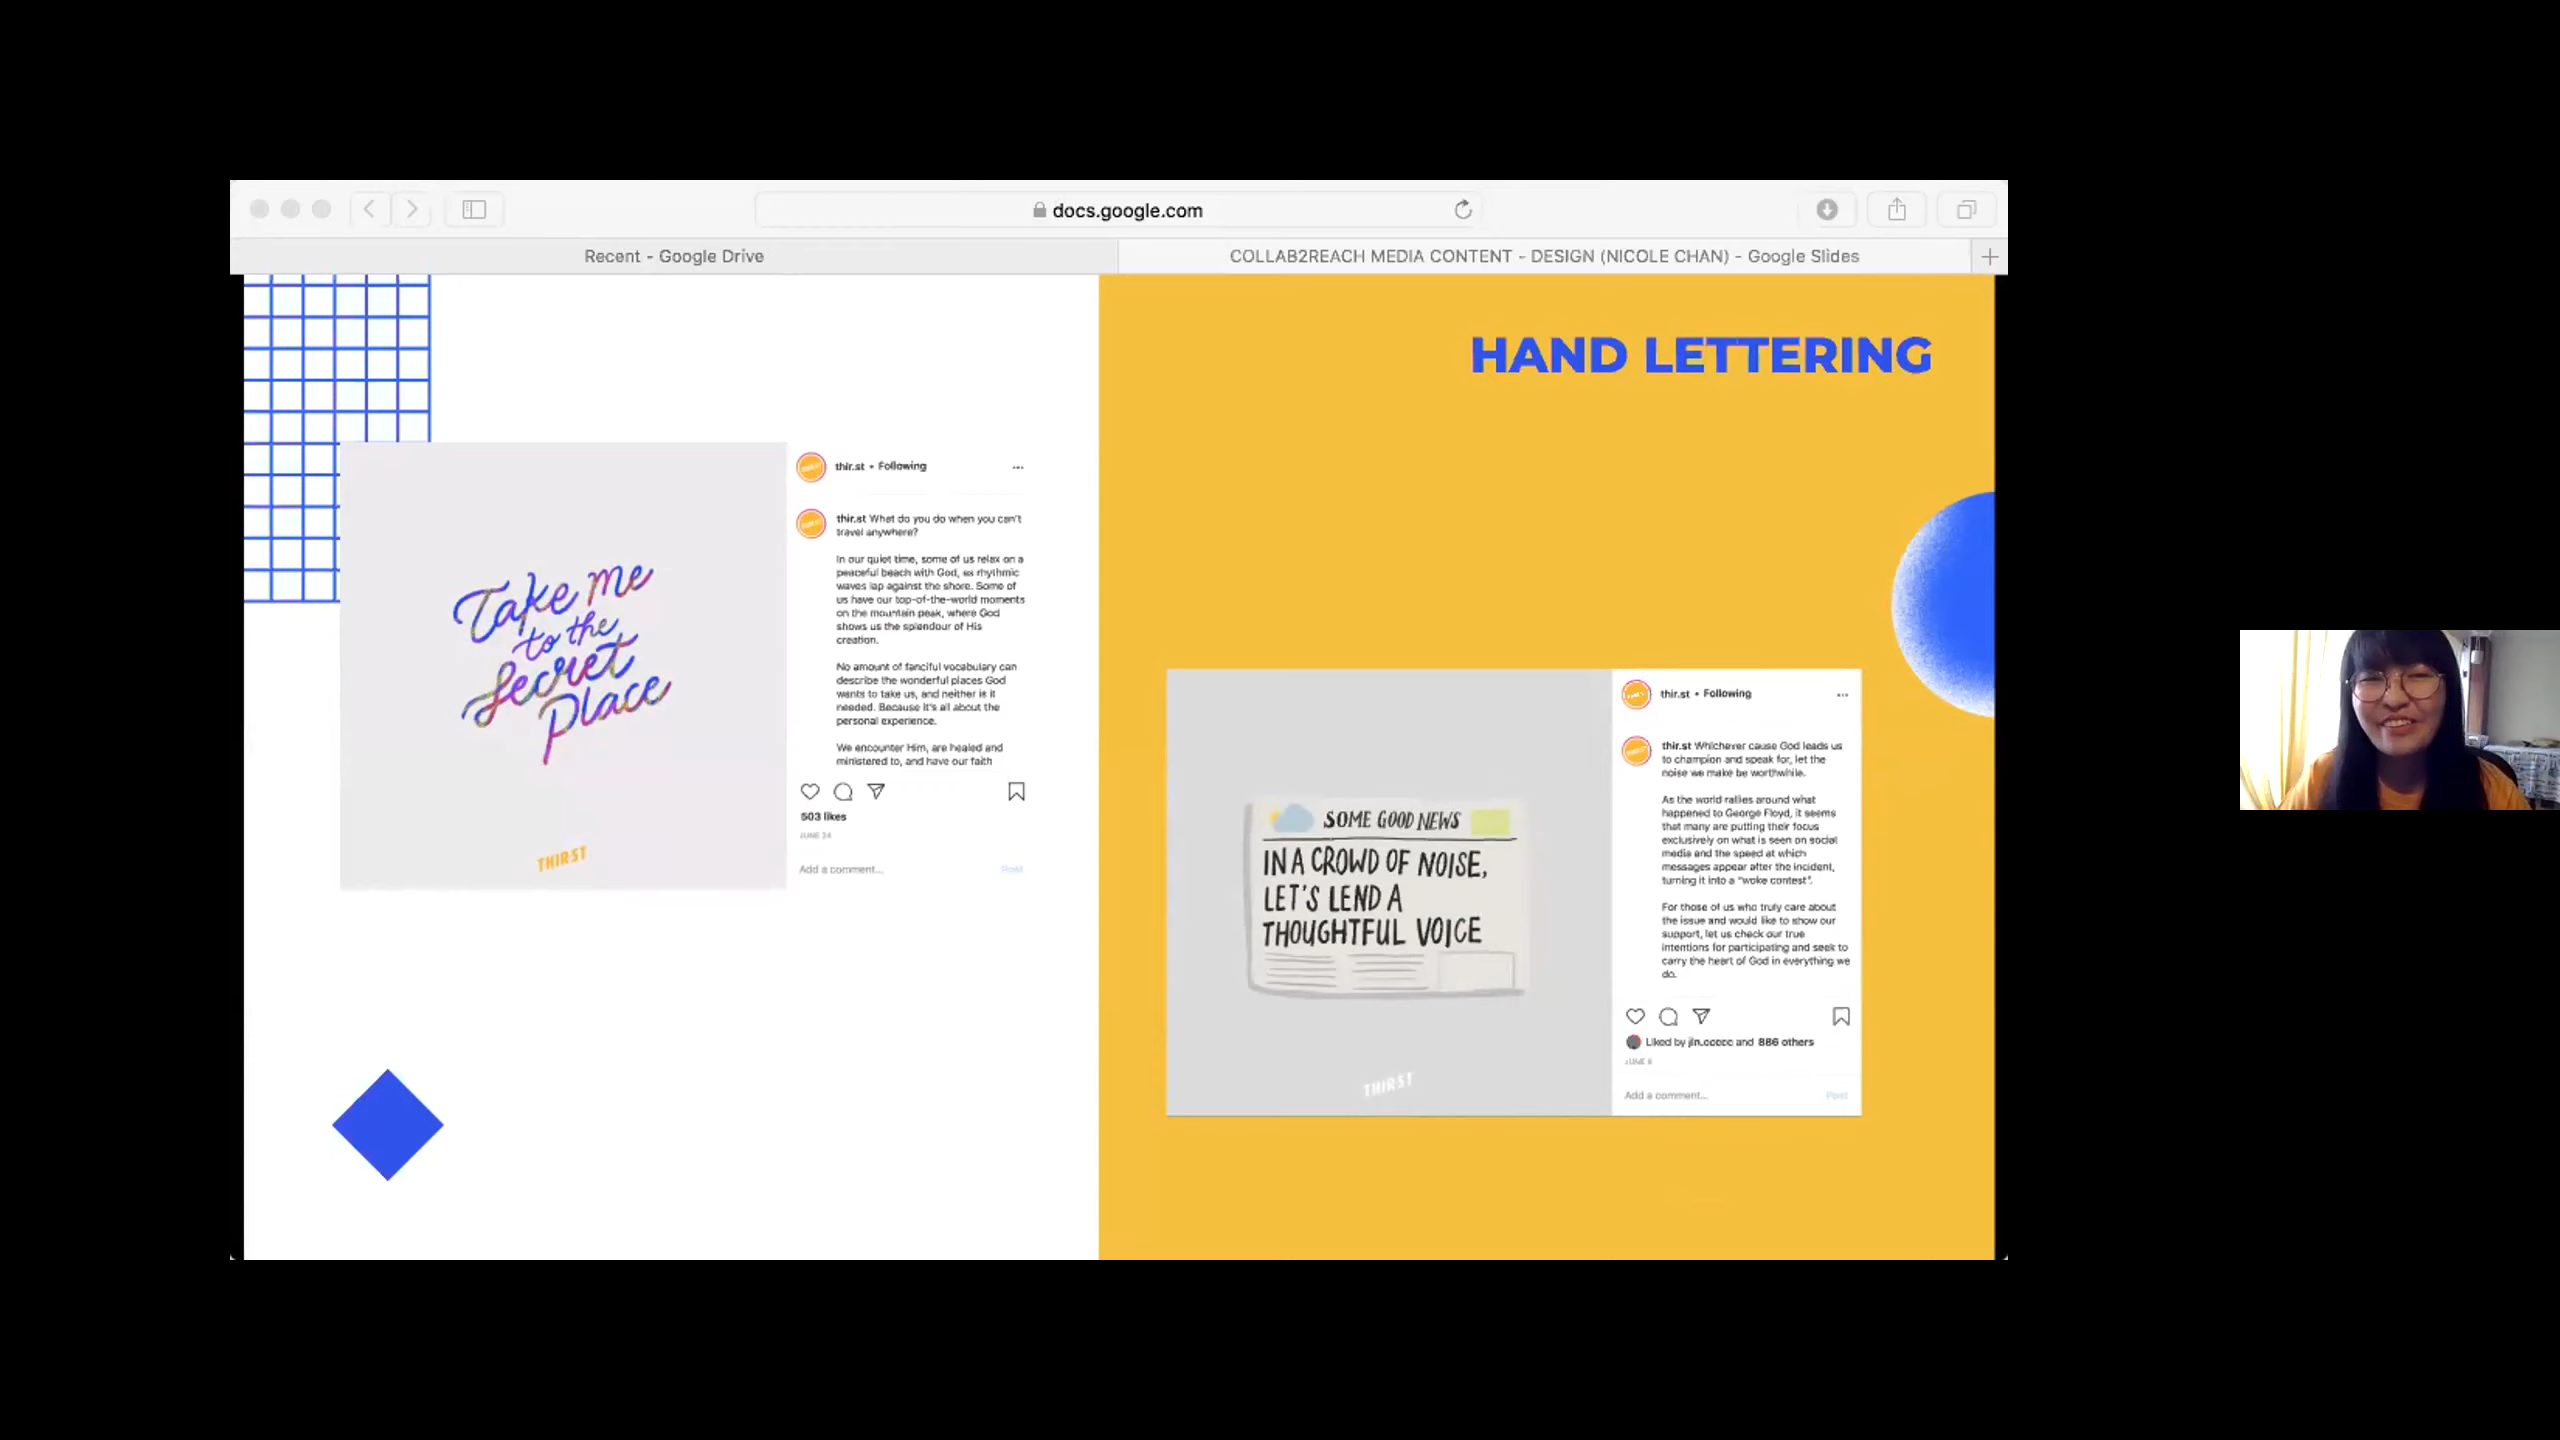 docs.google.com
Recent - Google Drive
COLLAB2REACH MEDIA CONTENT - DESIGN (NICOLE CHAN) - Google Slides
HAND LETTERING
Take me
to the
Secret
Place
THIRST
thir.st • Following
thir.st What do you do when you can't
travel anywhere?
In our quiet time, some of us relax on a
peaceful beach with God, as rhythmic
waves lap against the shore. Some of
us have our top-of-the-world moments
on the mountain peak, where God
shows us the splendour of His
creation.
No amount of fanciful vocabulary can
describe the wonderful places God
wants to take us, and neither is it
needed. Because it's all about the
personal experience.
We encounter Him, are healed and
ministered to, and have our faith
503 likes
JUNE 24
Add a comment...
Post
SOME GOOD NEWS
IN A CROWD OF NOISE,
LET'S LEND A
THOUGHTFUL VOICE
THIRST
thir.st • Following
thir.st Whichever cause God leads us
to champion and speak for, let the
noise we make be worthwhile.
As the world rallies around what
happened to George Floyd, it seems
that many are putting their focus
exclusively on what is seen on social
media and the speed at which
messages appear after the incident,
turning it into a "woke contest".
For those of us who truly care about
the issue and would like to show our
support, let us check our true
intentions for participating and seek to
carry the heart of God in everything we
do.
Liked by and 886 others
JUNE
Add a comment...
Post